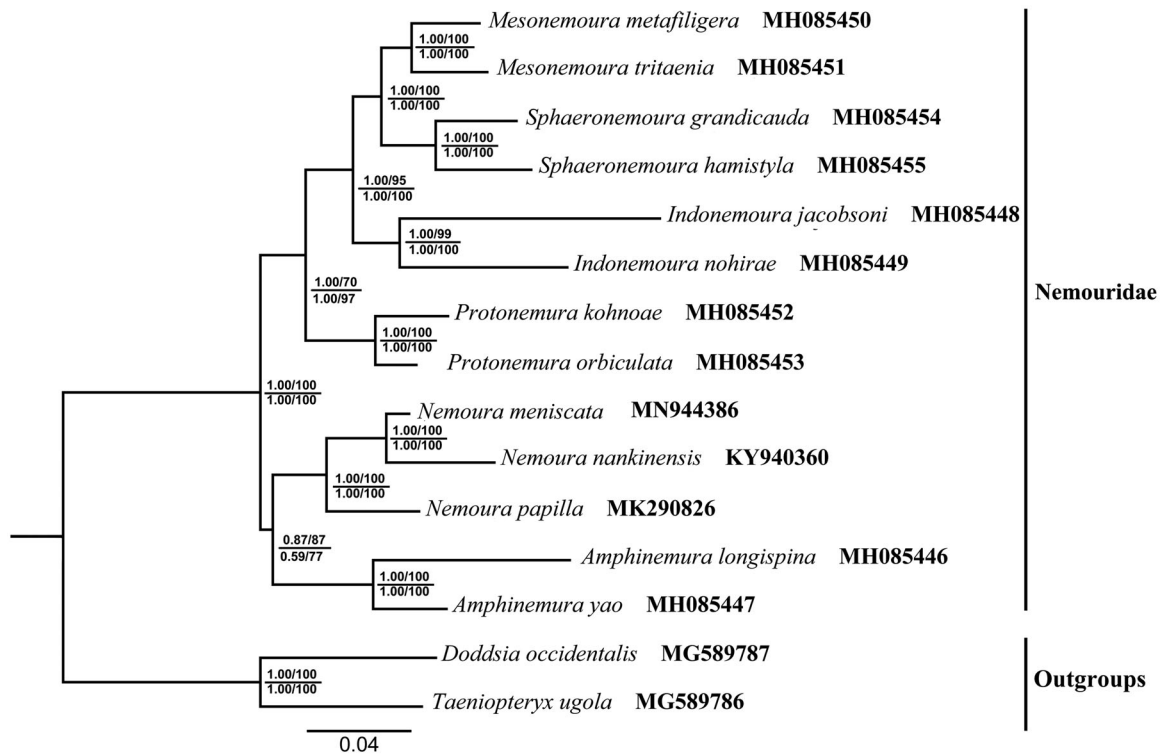 Mesonemoura metafiligera MH085450
1.00/100
1.00/100
Mesonemoura tritaenia MH085451
1.00/100
1.00/100
Sphaeronemoura grandicauda MH085454
1.00/100
1.00/100
Sphaeronemoura hamistyla MH085455
1.00/95
1.00/100
Indonemoura jacobsoni MH085448
1.00/99
1.00/100
Indonemoura nohirae MH085449
1.00/70
1.00/97
Nemouridae
Protonemura kohnoae MH085452
1.00/100
1.00/100
Protonemura orbiculata MH085453
1.00/100
1.00/100
Nemoura meniscata MN944386
1.00/100
1.00/100
Nemoura nankinensis KY940360
1.00/100
1.00/100
Nemoura papilla MK290826
0.87/87
0.59/77
Amphinemura longispina MH085446
1.00/100
1.00/100
Amphinemura yao MH085447
Doddsia occidentalis MG589787
1.00/100
1.00/100
Outgroups
Taeniopteryx ugola MG589786
0.04